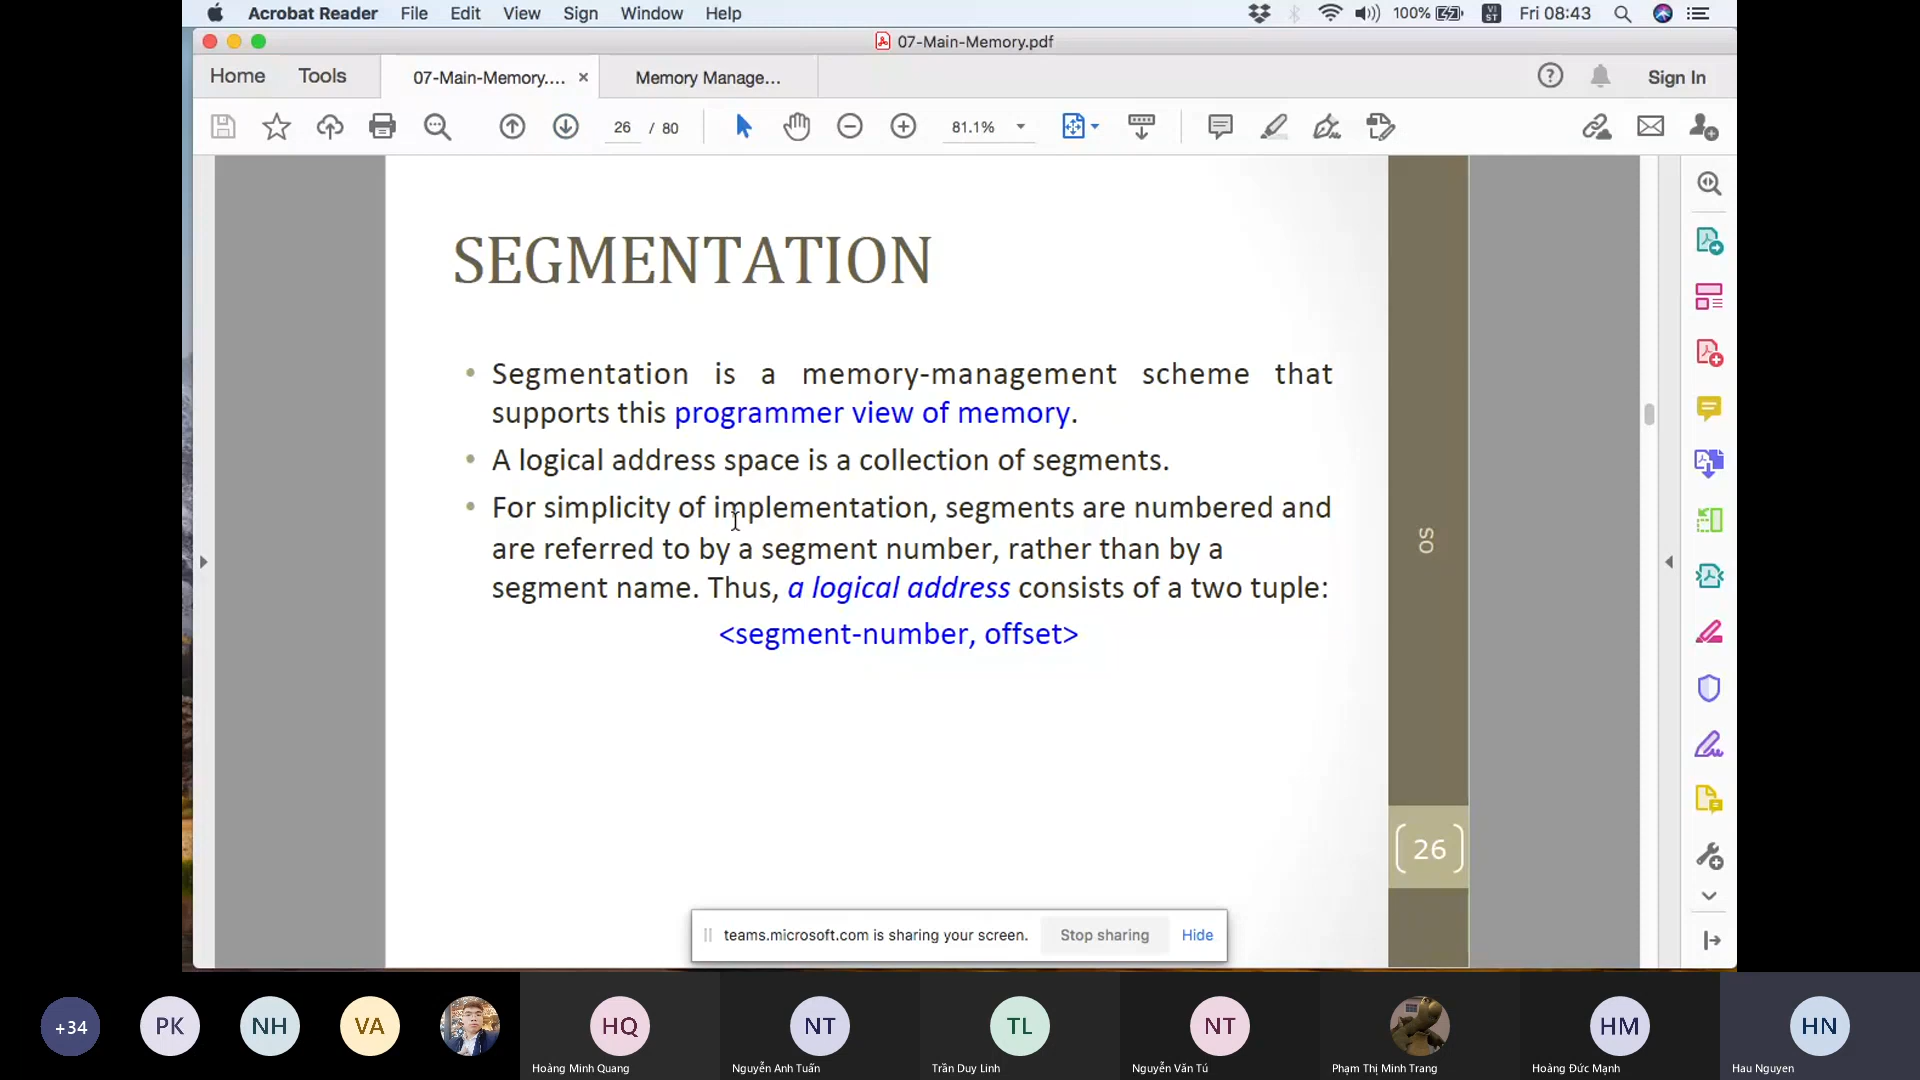 Acrobat Reader File Edit View Sign Window Help 100% VI ST Fri 08:43
07-Main-Memory.pdf
Home Tools 07-Main-Memory.... × Memory Manage... Sign In
26 / 80 81.1%
SEGMENTATION
• Segmentation is a memory-management scheme that
supports this programmer view of memory.
• A logical address space is a collection of segments.
• For simplicity of implementation, segments are numbered and
are referred to by a segment number, rather than by a
segment name. Thus, a logical address consists of a two tuple:
<segment-number, offset>
OS
26
teams.microsoft.com is sharing your screen. Stop sharing Hide
+34 PK NH VA HQ NT TL NT HM HN
Hoàng Minh Quang Nguyễn Anh Tuấn Trần Duy Linh Nguyễn Văn Tú Phạm Thị Minh Trang Hoàng Đức Mạnh Hau Nguyen